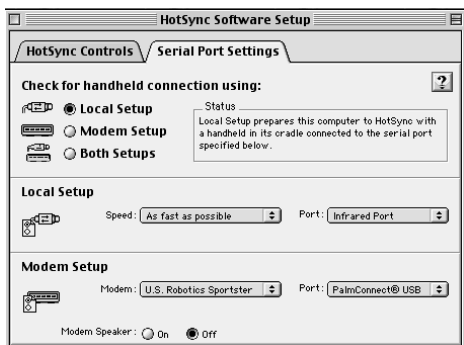 HotSync Software Setup
HotSync Controls
Serial Port Settings
Check for handheld connection using:
?
Local Setup
Modem Setup
Both Setups
Status
Local Setup prepares this computer to HotSync with
a handheld in its cradle connected to the serial port
specified below.
Local Setup
Speed: As fast as possible
Port: Infrared Port
Modem Setup
Modem: U.S. Robotics Sportster
Port: PalmConnect® USB
Modem Speaker: On Off